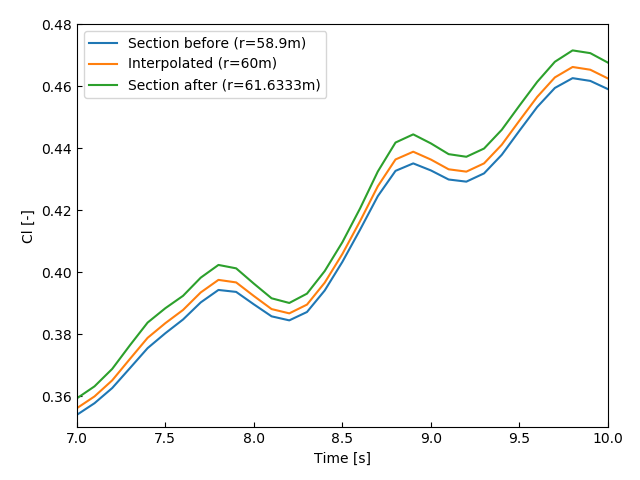 0.48
0.46
0.44
0.42
0.40
0.38
0.36
Cl [-]
Section before (r=58.9m)
Interpolated (r=60m)
Section after (r=61.6333m)
7.0 7.5 8.0 8.5 9.0 9.5 10.0
Time [s]